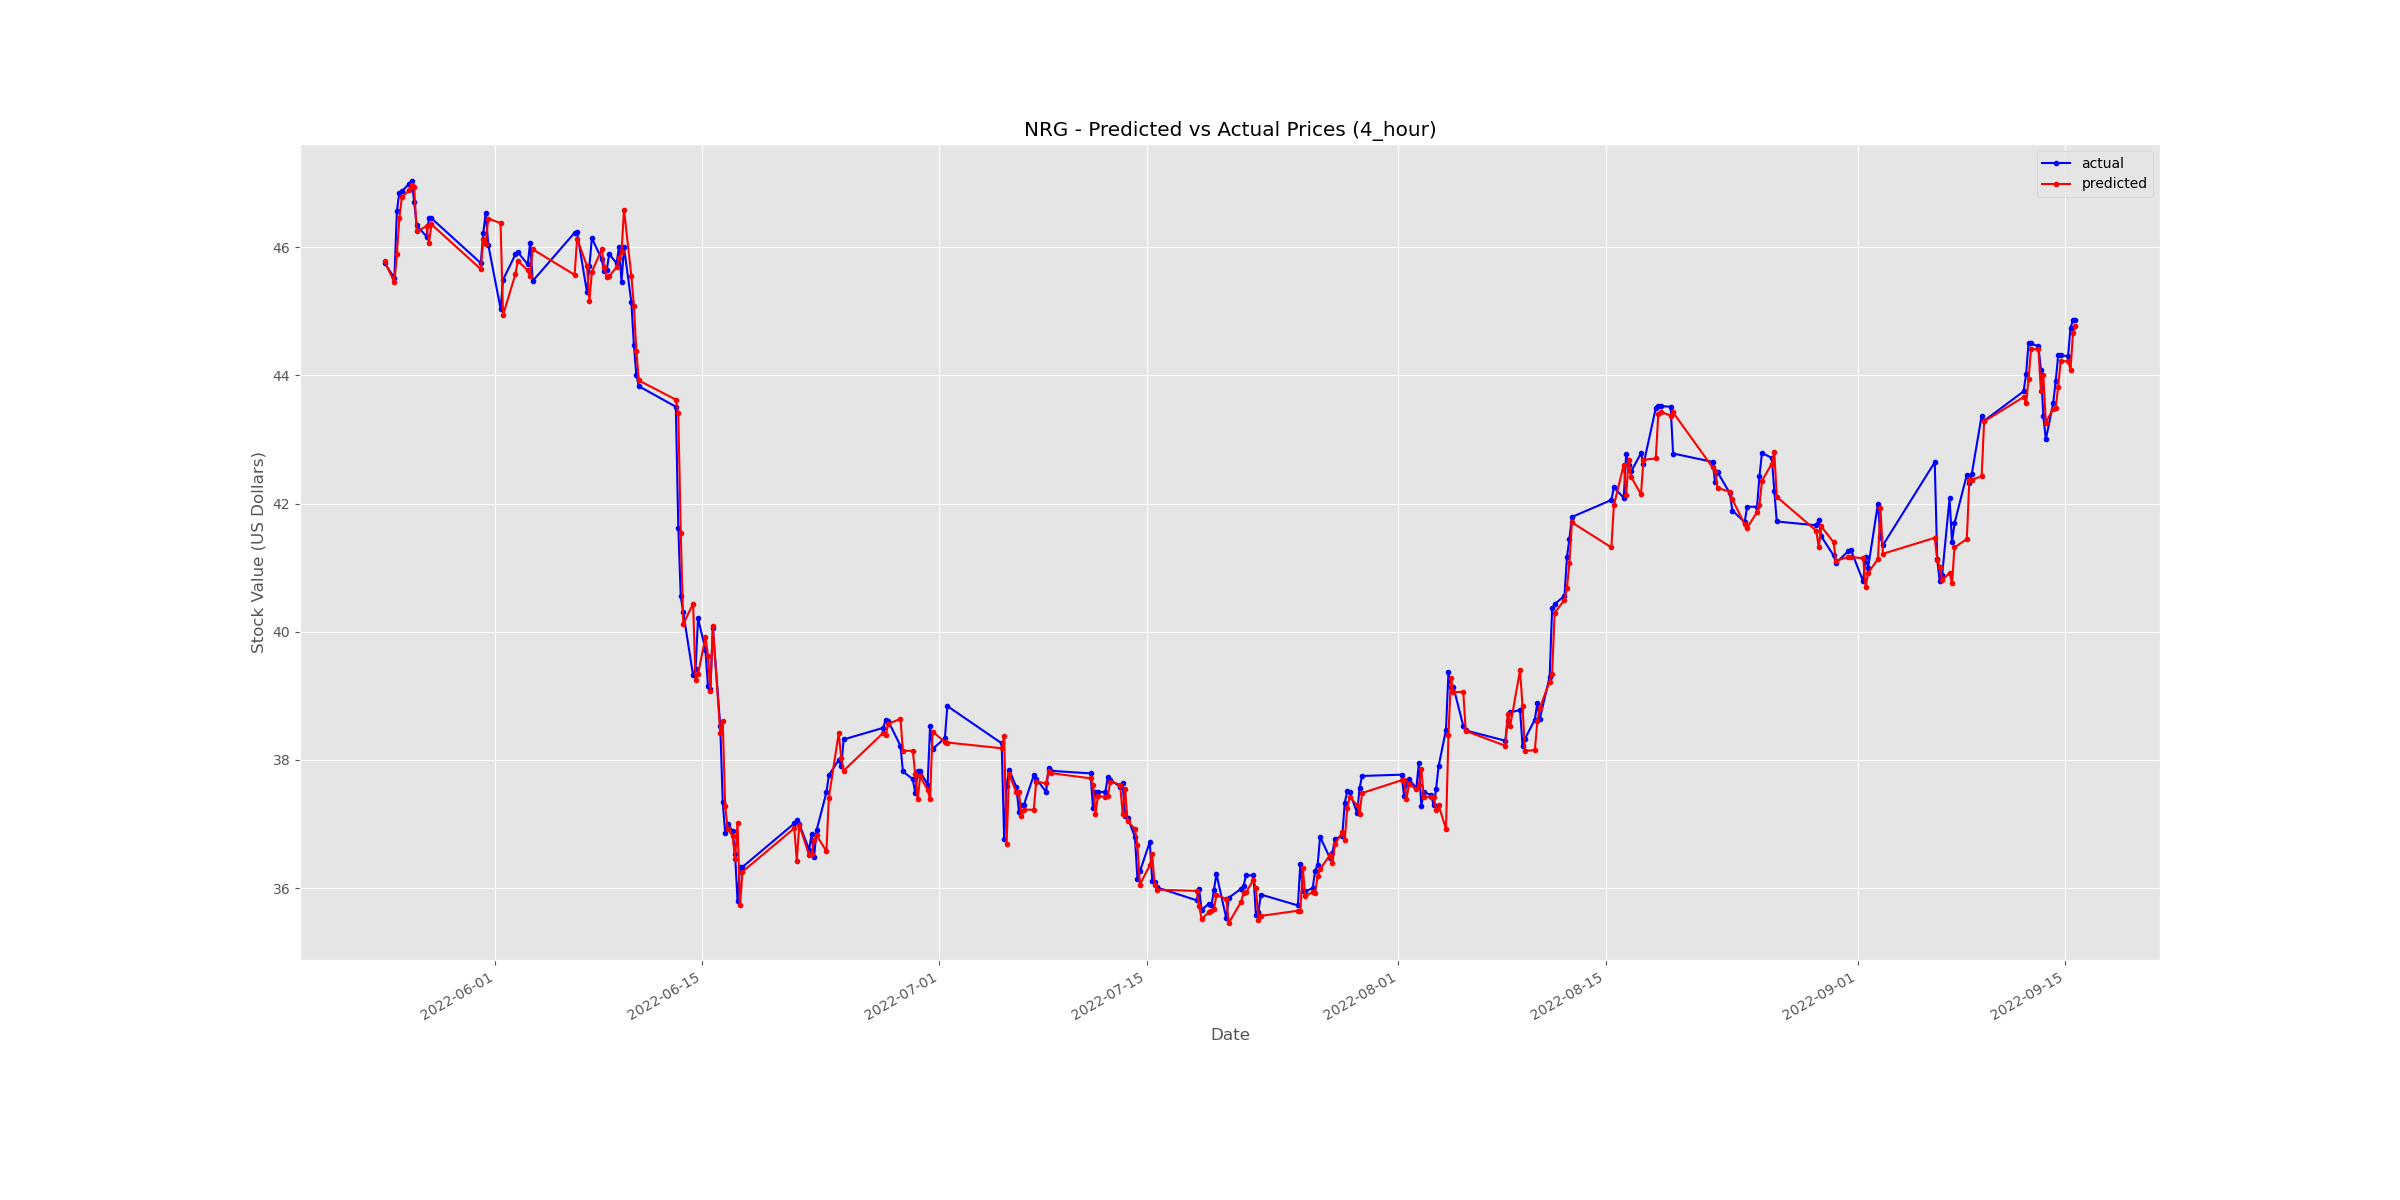 NRG - Predicted vs Actual Prices (4_hour)
actual
predicted
Stock Value (US Dollars)
46
44
42
40
38
36
2022-06-01
2022-06-15
2022-07-01
2022-07-15
2022-08-01
2022-08-15
2022-09-01
2022-09-15
Date